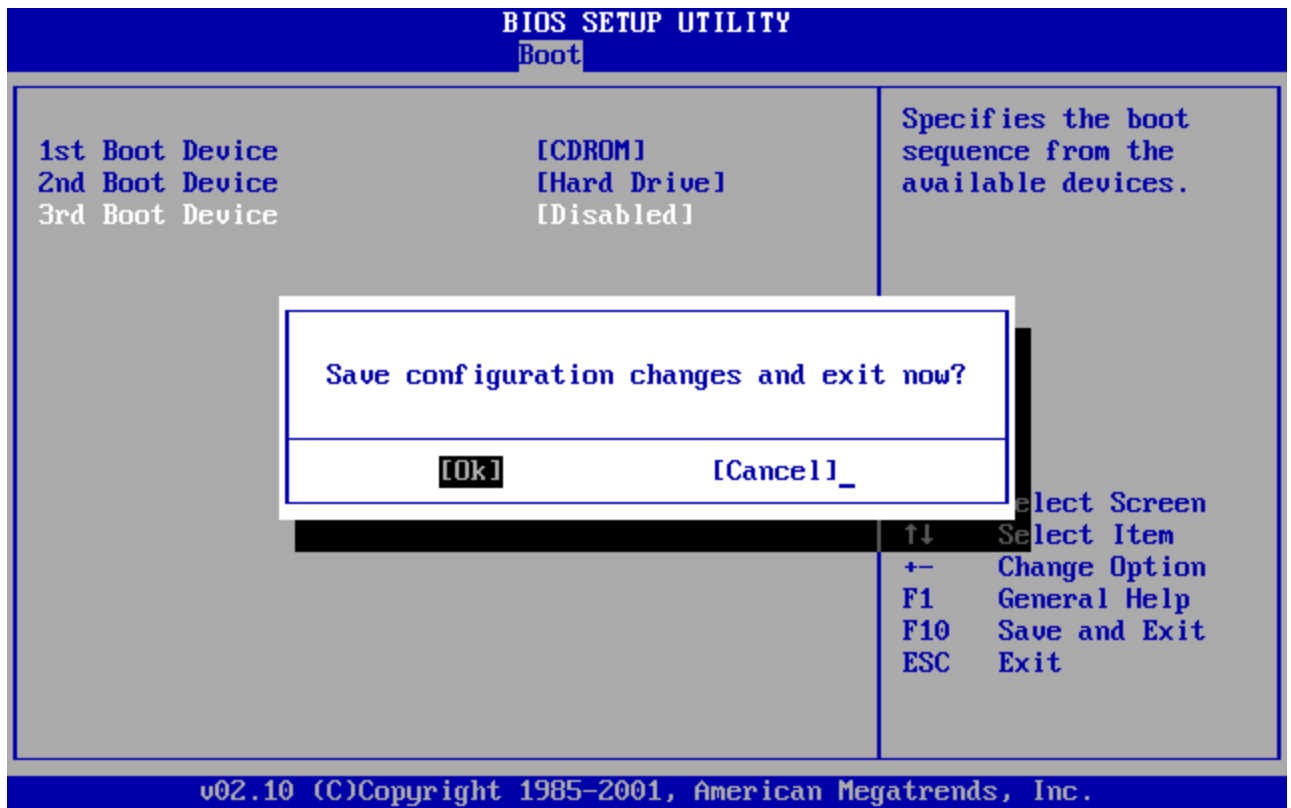 BIOS SETUP UTILITY
Boot
1st Boot Device [CDROM]
2nd Boot Device [Hard Drive]
3rd Boot Device [Disabled]
Specifies the boot
sequence from the
available devices.
Save configuration changes and exit now?
[Ok] [Cancel]_
elect Screen
↑↓ Select Item
+- Change Option
F1 General Help
F10 Save and Exit
ESC Exit
v02.10 (C)Copyright 1985-2001, American Megatrends, Inc.